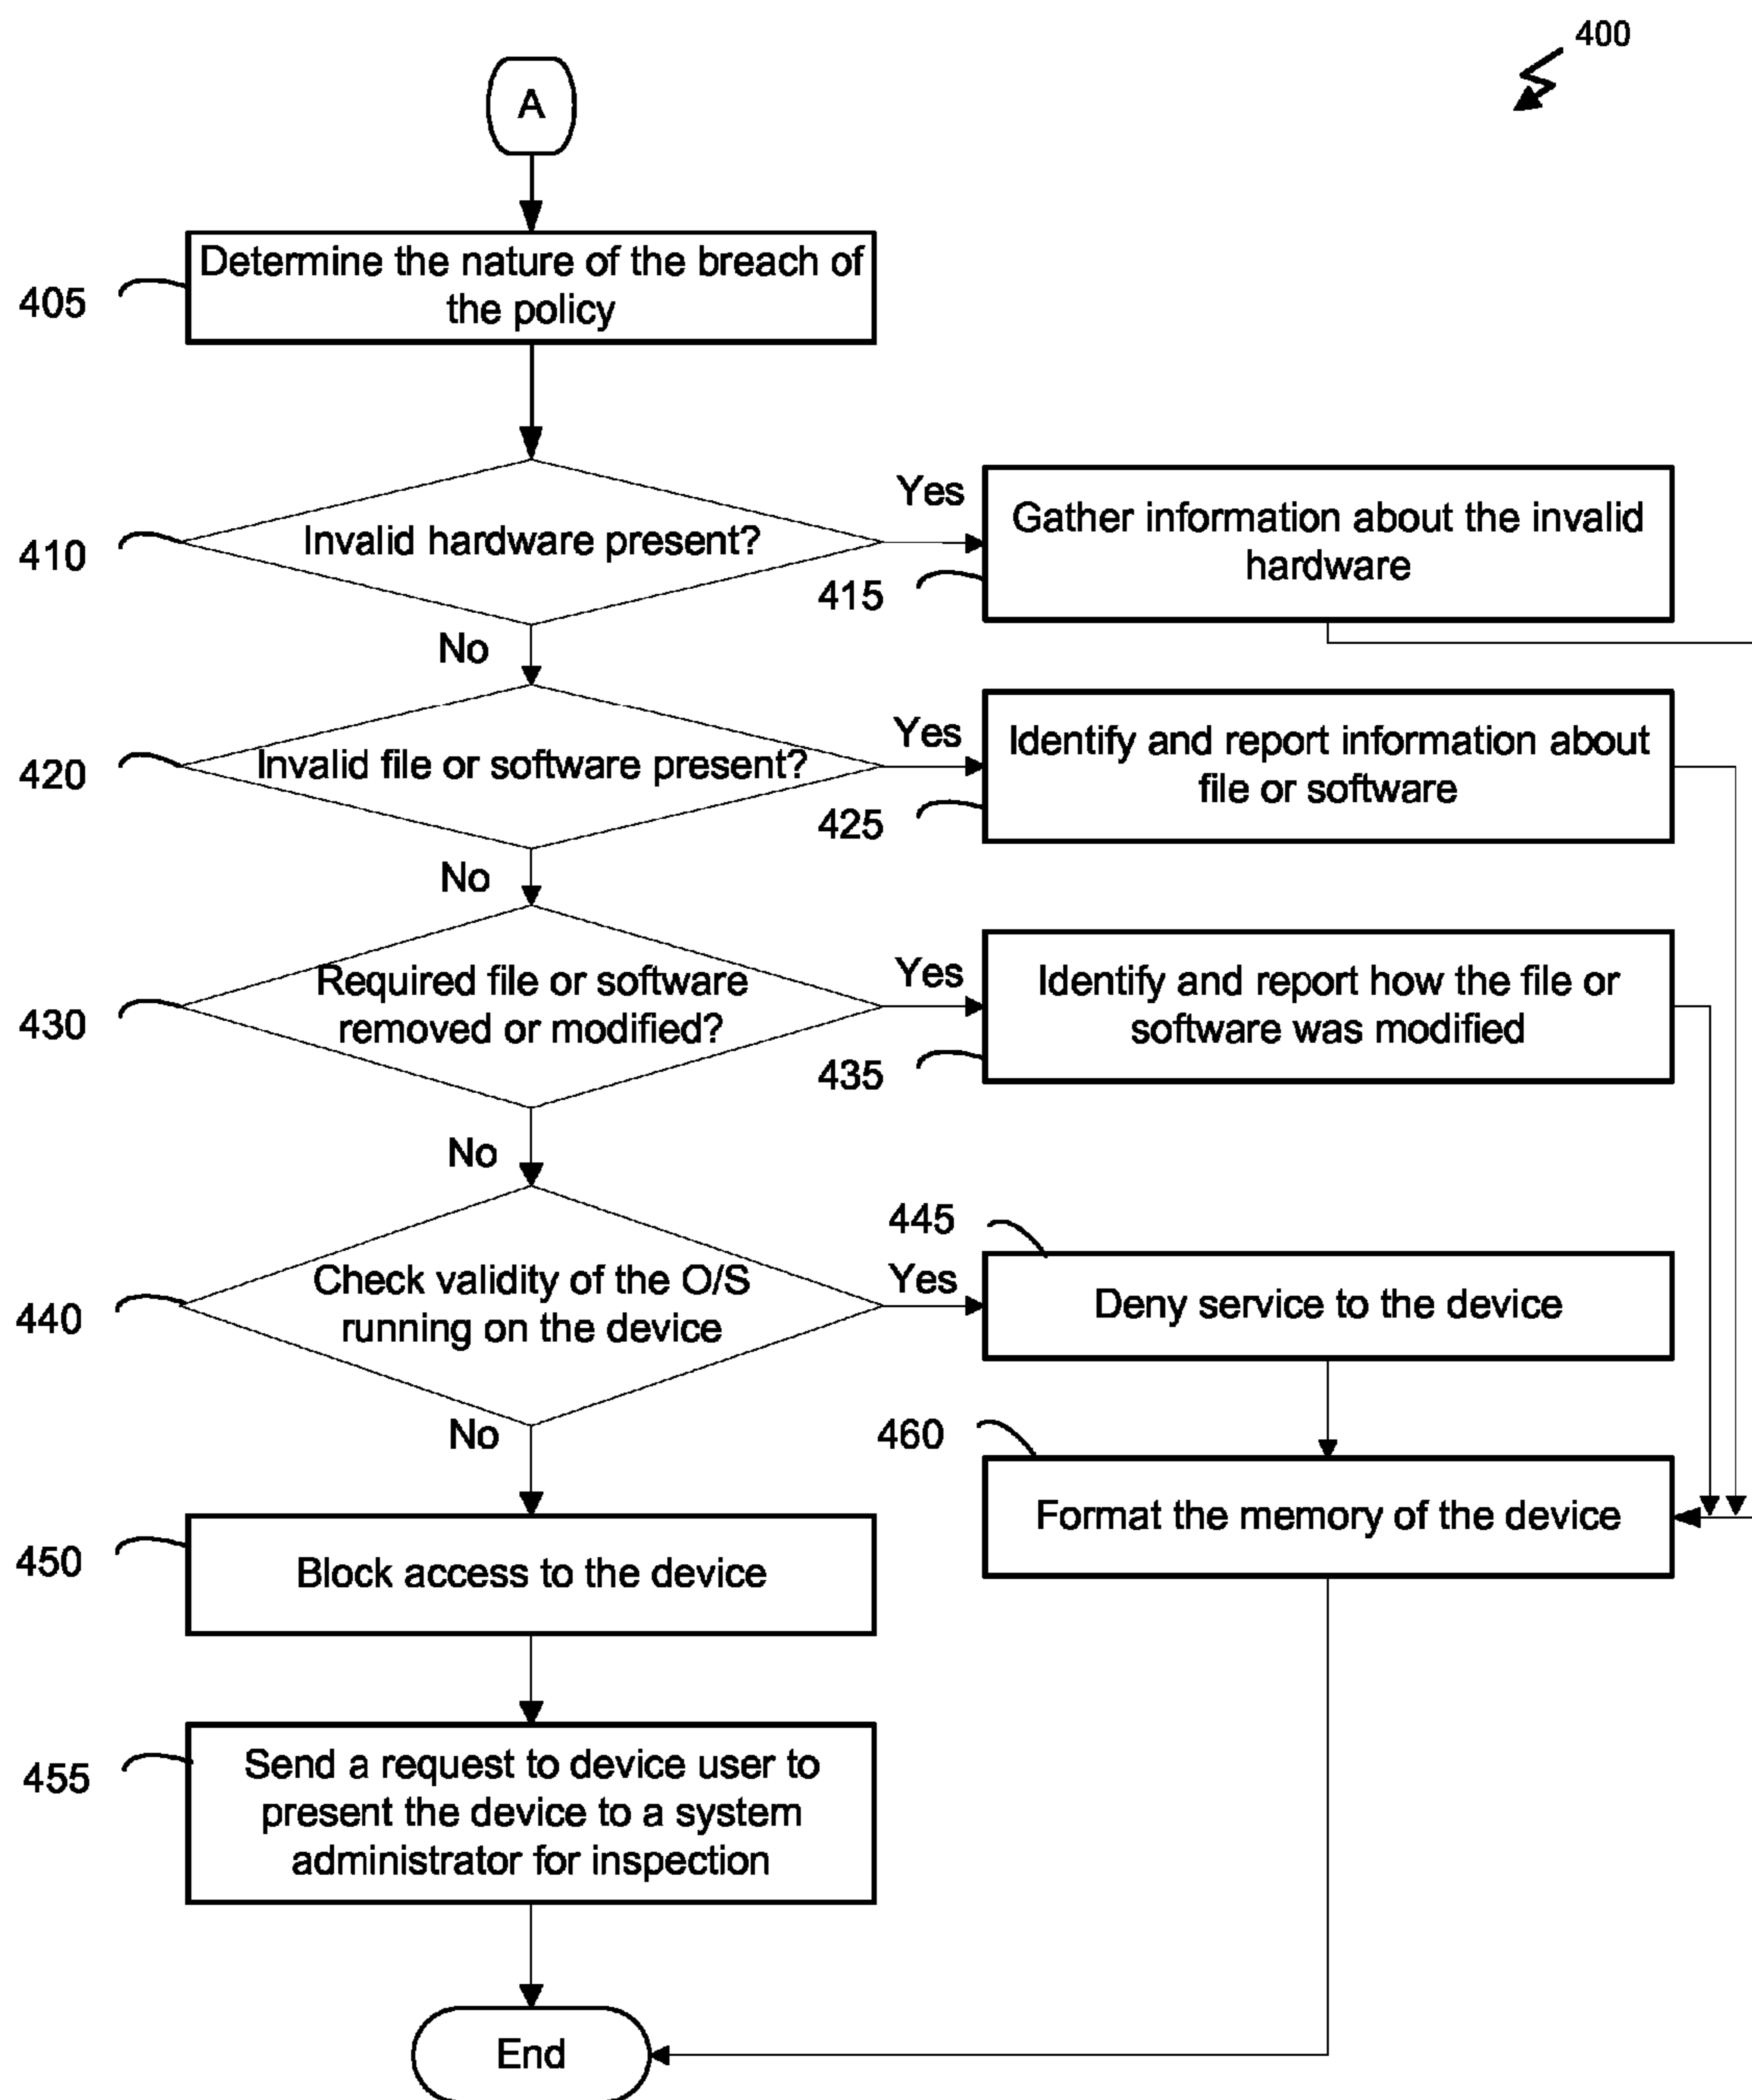 400
A
Determine the nature of the breach of
the policy
405
Invalid hardware present?
410
Yes
Gather information about the invalid
hardware
415
No
Invalid file or software present?
420
Yes
Identify and report information about
file or software
425
No
Required file or software
removed or modified?
430
Yes
Identify and report how the file or
software was modified
435
No
Check validity of the O/S
running on the device
440
Yes
445
Deny service to the device
No
460
Format the memory of the device
450
Block access to the device
455
Send a request to device user to
present the device to a system
administrator for inspection
End